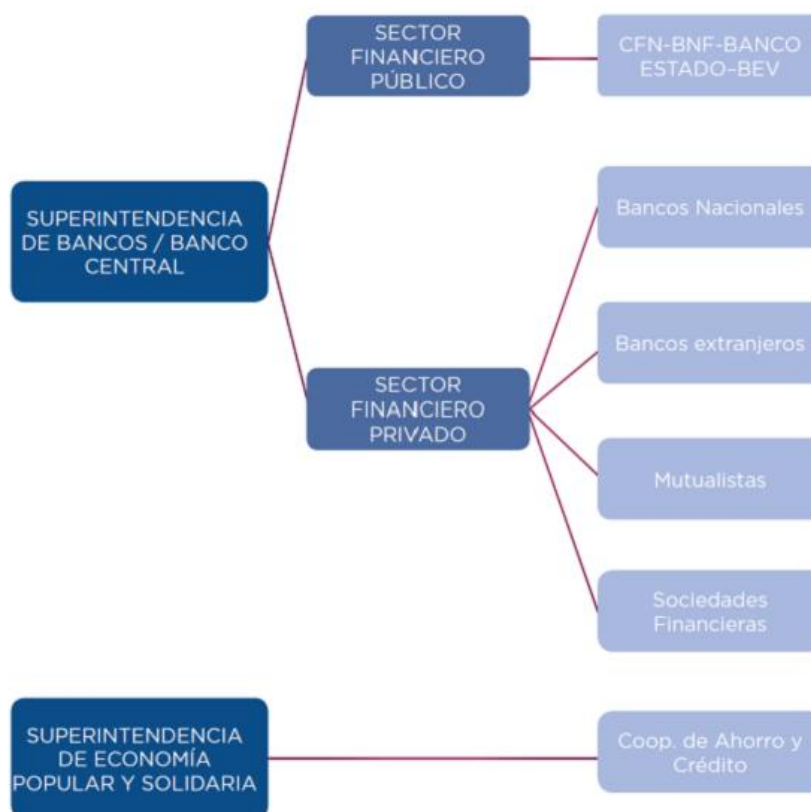 SECTOR
FINANCIERO
PÚBLICO
CFN-BNF-BANCO
ESTADO–BEV
SUPERINTENDENCIA
DE BANCOS / BANCO
CENTRAL
Bancos Nacionales
Bancos extranjeros
SECTOR
FINANCIERO
PRIVADO
Mutualistas
Sociedades
Financieras
SUPERINTENDENCIA
DE ECONOMÍA
POPULAR Y SOLIDARIA
Coop. de Ahorro y
Crédito